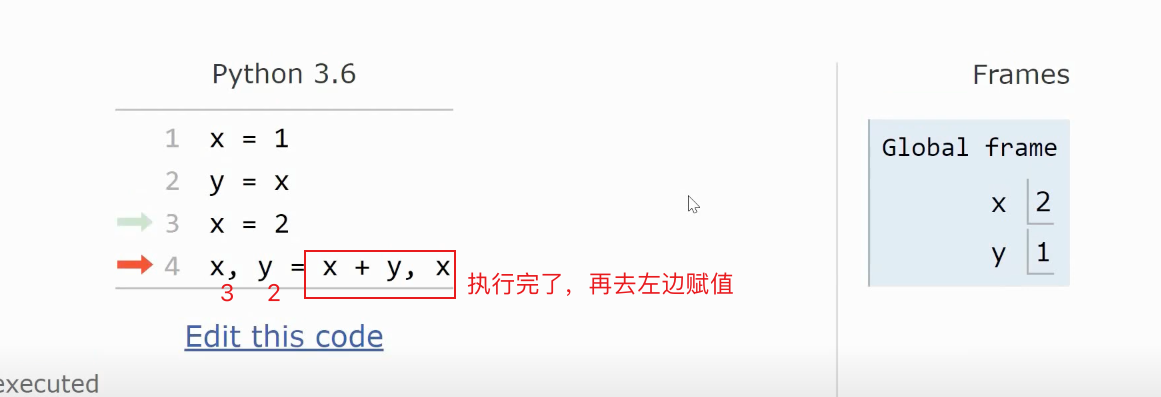 Python 3.6
1 x = 1
2 y = x
3 x = 2
4 x, y = x + y, x
3 2
执行完了，再去左边赋值
Edit this code
executed
Frames
Global frame
x 2
y 1